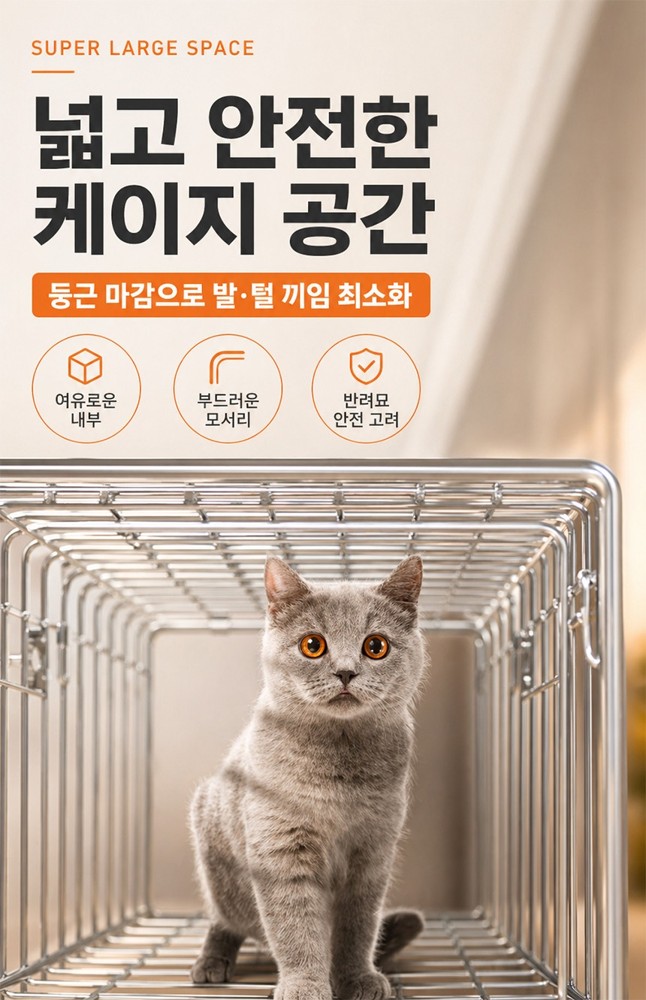 SUPER LARGE SPACE
넓고 안전한
케이지 공간
둥근 마감으로 발·털 끼임 최소화
여유로운
내부
부드러운
모서리
반려묘
안전 고려